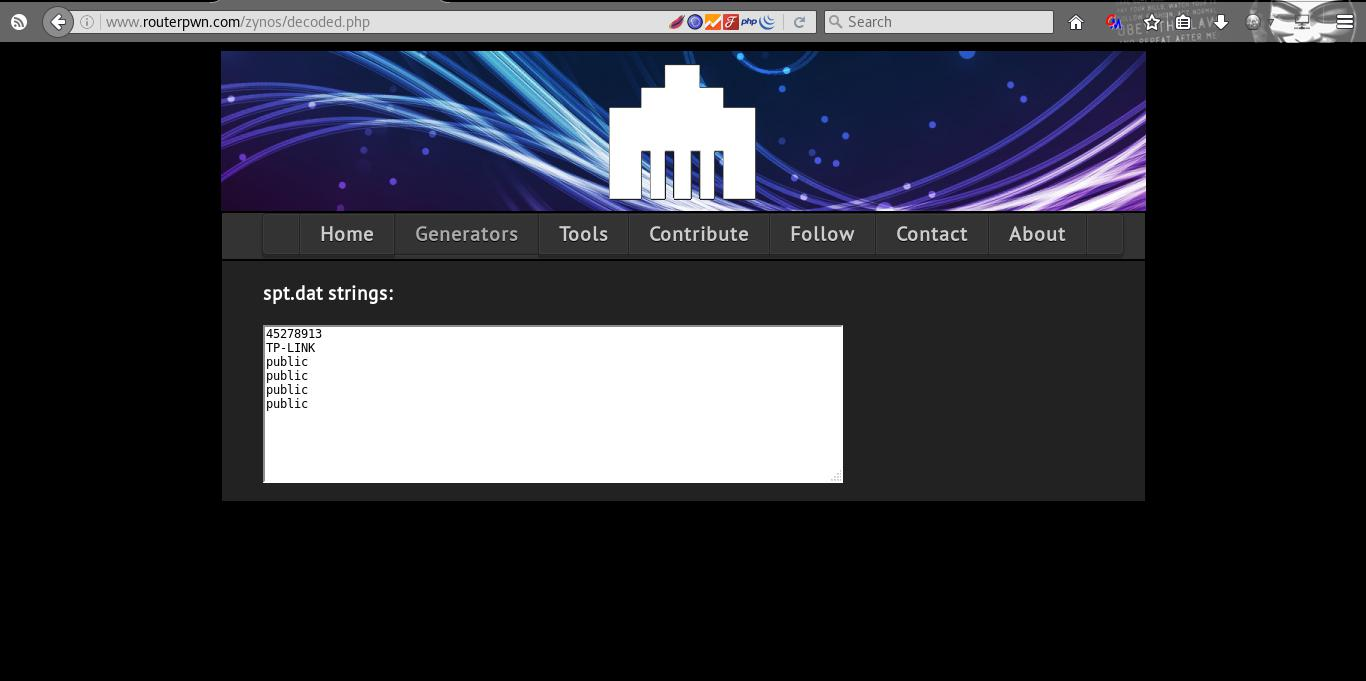 www.routerpwn.com/zynos/decoded.php
php
Search
7
Home
Generators
Tools
Contribute
Follow
Contact
About
spt.dat strings:
45278913
TP-LINK
public
public
public
public